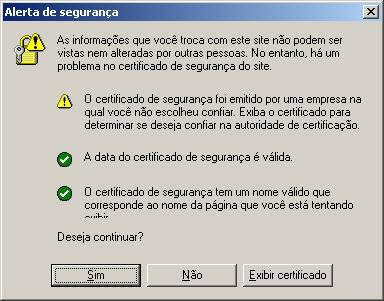 Alerta de segurança
As informações que você troca com este site não podem ser
vistas nem alteradas por outras pessoas. No entanto, há um
problema no certificado de segurança do site.
O certificado de segurança foi emitido por uma empresa na
qual você não escolheu confiar. Exiba o certificado para
determinar se deseja confiar na autoridade de certificação.
A data do certificado de segurança é válida.
O certificado de segurança tem um nome válido que
corresponde ao nome da página que você está tentando
exibir.
Deseja continuar?
Sim
Não
Exibir certificado